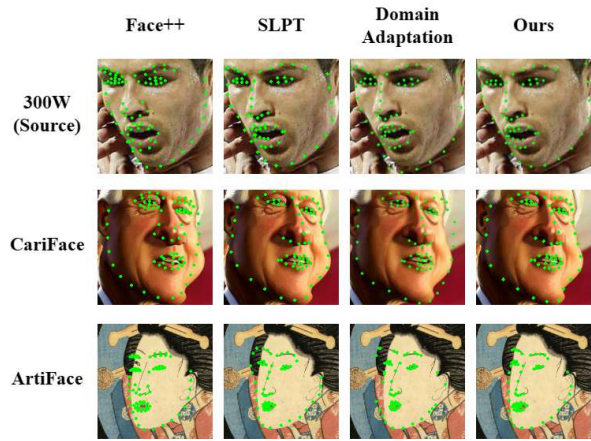 Face++ SLPT Domain Adaptation Ours
300W (Source)
CariFace
ArtiFace